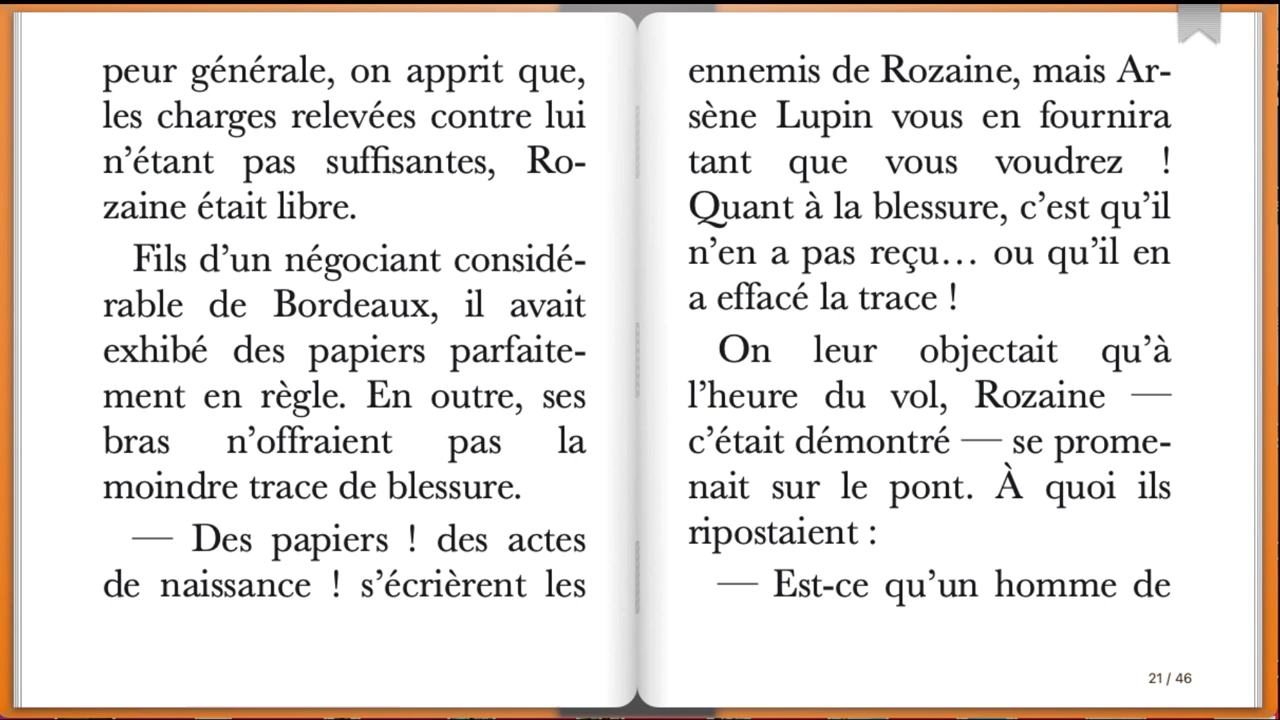 peur générale, on apprit que,
les charges relevées contre lui
n’étant pas suffisantes, Ro-
zaine était libre.
Fils d’un négociant considé-
rable de Bordeaux, il avait
exhibé des papiers parfaite-
ment en règle. En outre, ses
bras n’offraient pas la
moindre trace de blessure.
— Des papiers ! des actes
de naissance ! s’écrièrent les
ennemis de Rozaine, mais Ar-
sène Lupin vous en fournira
tant que vous voudrez !
Quant à la blessure, c’est qu’il
n’en a pas reçu… ou qu’il en
a effacé la trace !
On leur objectait qu’à
l’heure du vol, Rozaine —
c’était démontré — se prome-
nait sur le pont. À quoi ils
ripostaient :
— Est-ce qu’un homme de
21 / 46